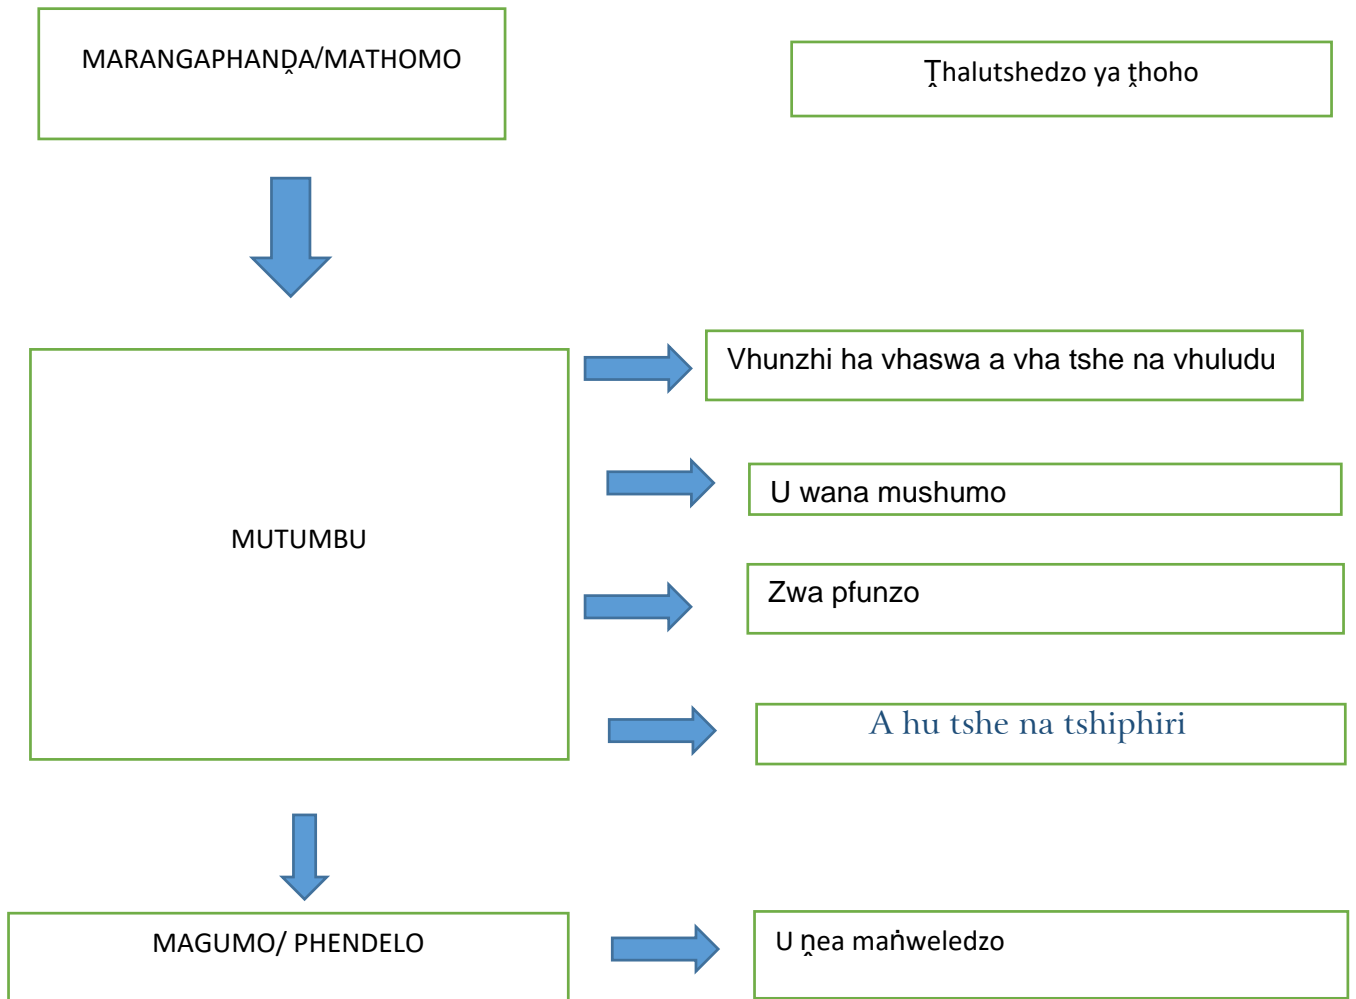 MARANGAPHANḒA/MATHOMO
Ṱhalutshedzo ya ṱhoho
Vhunzhi ha vhaswa a vha tshe na vhuludu
U wana mushumo
MUTUMBU
Zwa pfunzo
A hu tshe na tshiphiri
MAGUMO/ PHENDELO
U ṋea maṅweledzo